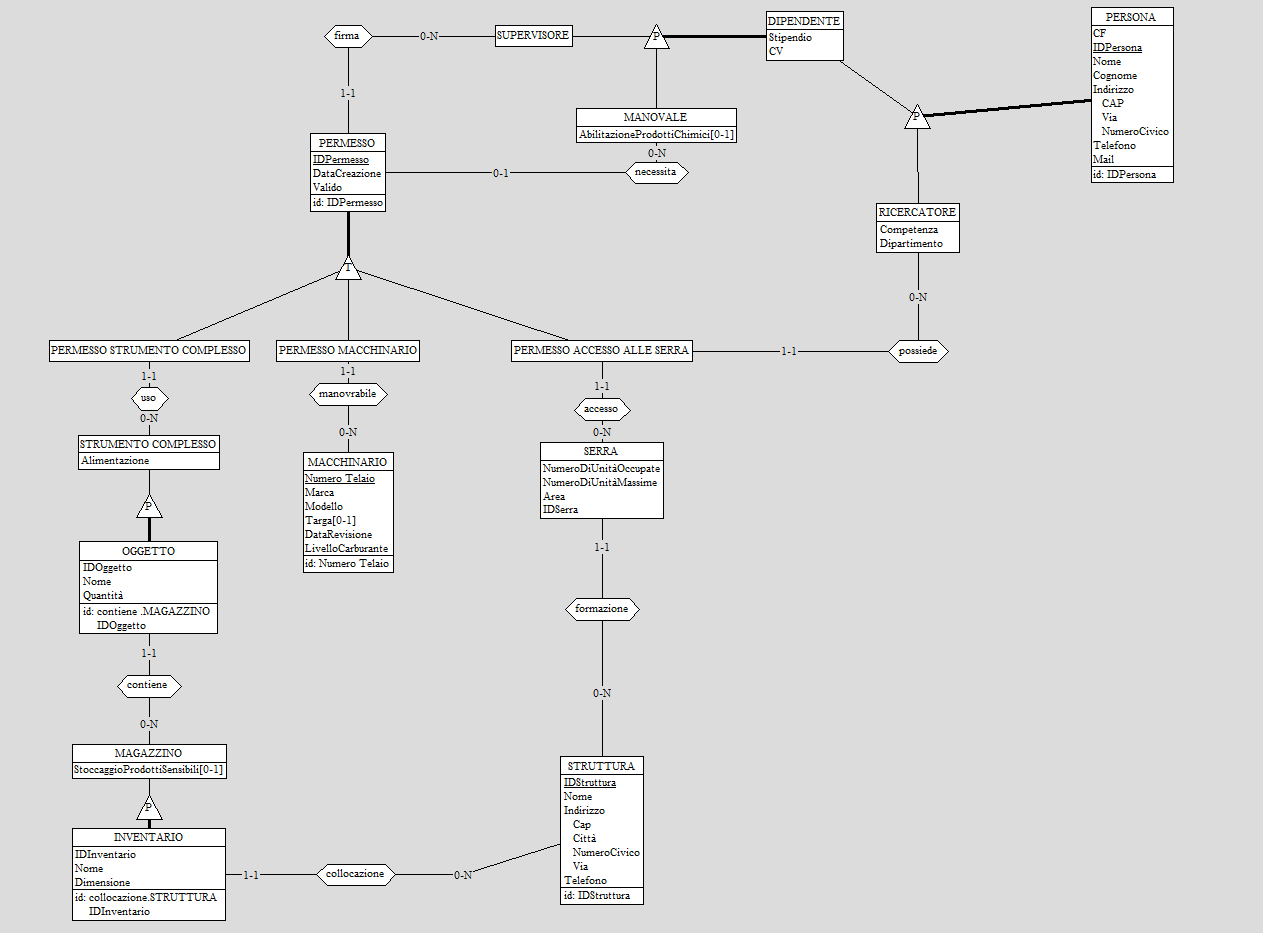 firma
0-N
SUPERVISORE
P
DIPENDENTE
Stipendio
CV
PERSONA
CF
IDPersona
Nome
Cognome
Indirizzo
CAP
Via
NumeroCivico
Telefono
Mail
id: IDPersona
1-1
MANOVALE
AbilitazioneProdottiChimici[0-1]
P
PERMESSO
IDPermesso
DataCreazione
Valido
id: IDPermesso
0-N
0-1
necessita
RICERCATORE
Competenza
Dipartimento
T
0-N
PERMESSO STRUMENTO COMPLESSO
PERMESSO MACCHINARIO
PERMESSO ACCESSO ALLE SERRA
1-1
possiede
1-1
uso
0-N
1-1
manovrabile
0-N
1-1
accesso
0-N
STRUMENTO COMPLESSO
Alimentazione
MACCHINARIO
Numero Telaio
Marca
Modello
Targa[0-1]
DataRevisione
LivelloCarburante
id: Numero Telaio
SERRA
NumeroDiUnitàOccupate
NumeroDiUnitàMassime
Area
IDSerra
P
1-1
OGGETTO
IDOggetto
Nome
Quantità
id: contiene .MAGAZZINO
IDOggetto
formazione
1-1
contiene
0-N
0-N
MAGAZZINO
StoccaggioProdottiSensibili[0-1]
P
STRUTTURA
IDStruttura
Nome
Indirizzo
Cap
Città
NumeroCivico
Via
Telefono
id: IDStruttura
INVENTARIO
IDInventario
Nome
Dimensione
id: collocazione.STRUTTURA
IDInventario
1-1
collocazione
0-N